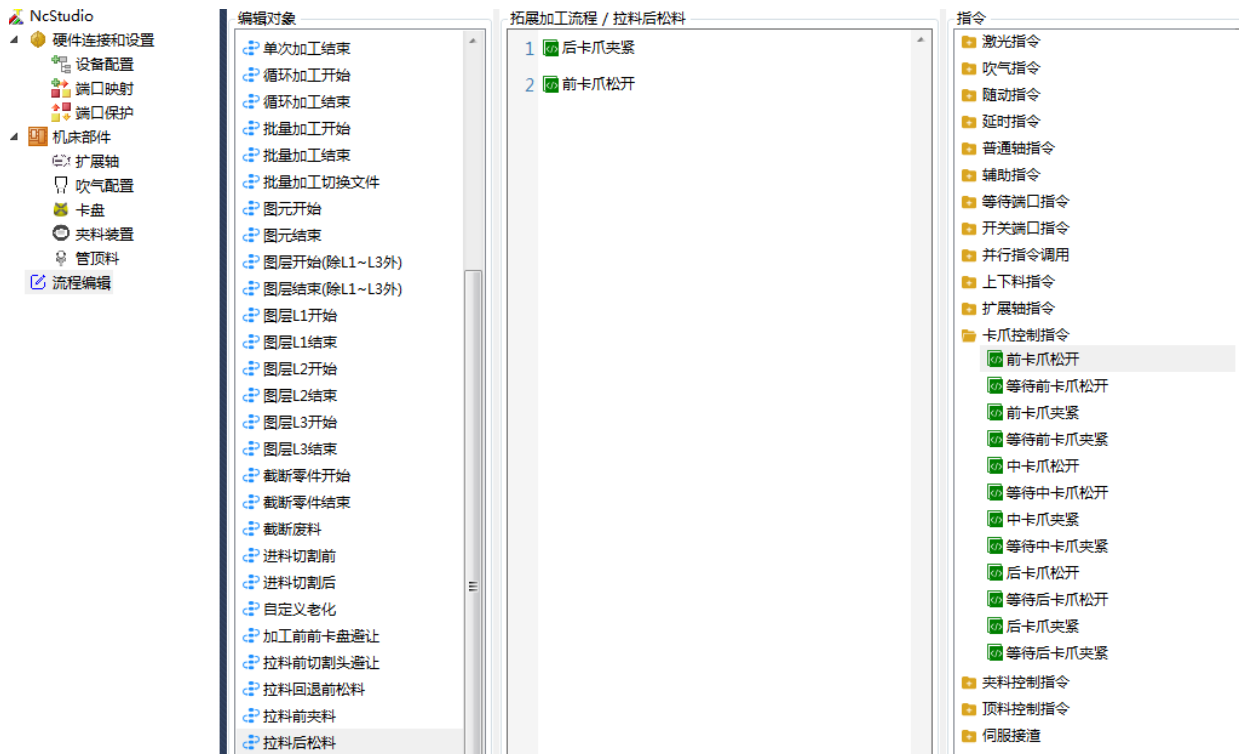 NcStudio
硬件连接和设置
设备配置
端口映射
端口保护
机床部件
扩展轴
吹气配置
卡盘
夹料装置
管顶料
流程编辑
编辑对象
单次加工结束
循环加工开始
循环加工结束
批量加工开始
批量加工结束
批量加工切换文件
图元开始
图元结束
图层开始(除L1~L3外)
图层结束(除L1~L3外)
图层L1开始
图层L1结束
图层L2开始
图层L2结束
图层L3开始
图层L3结束
截断零件开始
截断零件结束
截断废料
进料切割前
进料切割后
自定义老化
加工前前卡盘避让
拉料前切割头避让
拉料回退前松料
拉料前夹料
拉料后松料
拓展加工流程 / 拉料后松料
1 后卡爪夹紧
2 前卡爪松开
指令
激光指令
吹气指令
随动指令
延时指令
普通轴指令
辅助指令
等待端口指令
开关端口指令
并行指令调用
上下料指令
扩展轴指令
卡爪控制指令
前卡爪松开
等待前卡爪松开
前卡爪夹紧
等待前卡爪夹紧
中卡爪松开
等待中卡爪松开
中卡爪夹紧
等待中卡爪夹紧
后卡爪松开
等待后卡爪松开
后卡爪夹紧
等待后卡爪夹紧
夹料控制指令
顶料控制指令
伺服接渣